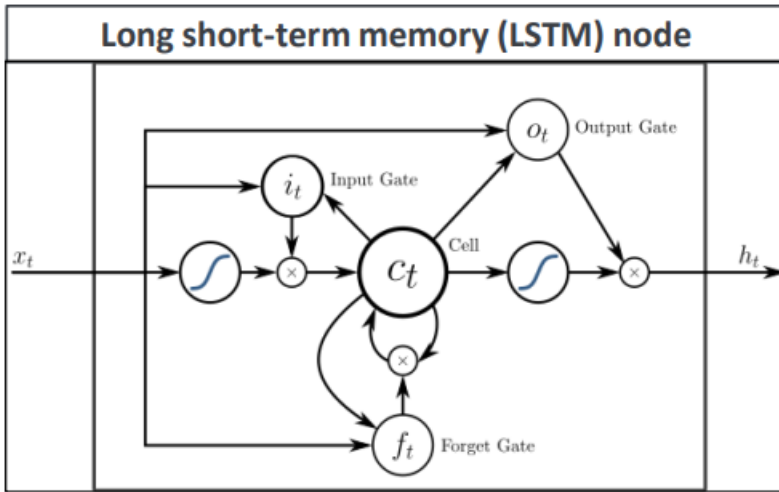 Long short-term memory (LSTM) node
o_t Output Gate
i_t Input Gate
x_t
×
c_t
Cell
×
h_t
×
f_t Forget Gate